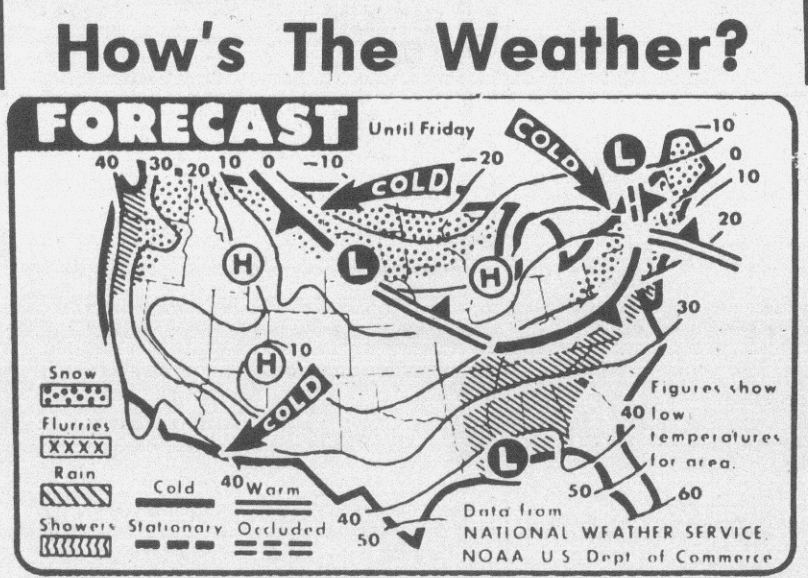 How's The Weather?
FORECAST
Until Friday
40 30 20 10 0 -10
-20
-10
0
10
20
30
COLD
COLD
L
L
H
H
H 10
COLD
L
Snow
Flurries
XXXX
Rain
Showers
Cold
Warm
Stationary
Occluded
40
40
50
Figures show
40 low
temperatures
for area.
50
60
Data from
NATIONAL WEATHER SERVICE,
NOAA US Dept of Commerce